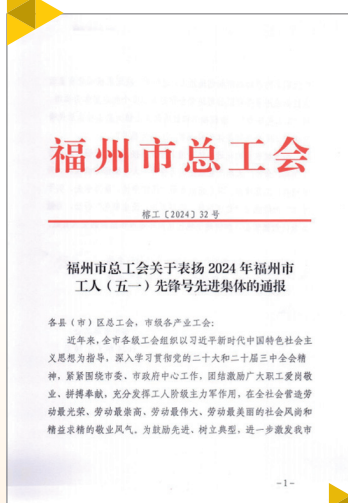 福州市总工会
榕工〔2024〕32号
福州市总工会关于表扬2024年福州市
工人（五一）先锋号先进集体的通报
各县（市）区总工会，市级各产业工会：
近年来，全市各级工会组织以习近平新时代中国特色社会主
义思想为指导，深入学习贯彻党的二十大和二十届三中全会精
神，紧紧围绕市委、市政府中心工作，团结激励广大职工爱岗敬
业、拼搏奉献，充分发挥工人阶级主力军作用，在全社会营造劳
动最光荣、劳动最崇高、劳动最伟大、劳动最美丽的社会风尚和
精益求精的敬业风气。为鼓励先进、树立典型，进一步激发我市
-1-